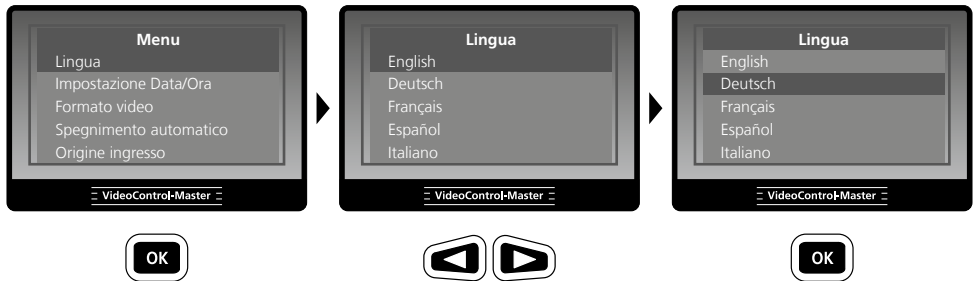 Menu
Lingua
Impostazione Data/Ora
Formato video
Spegnimento automatico
Origine ingresso
VideoControl-Master
OK
Lingua
English
Deutsch
Français
Español
Italiano
VideoControl-Master
Lingua
English
Deutsch
Français
Español
Italiano
VideoControl-Master
OK